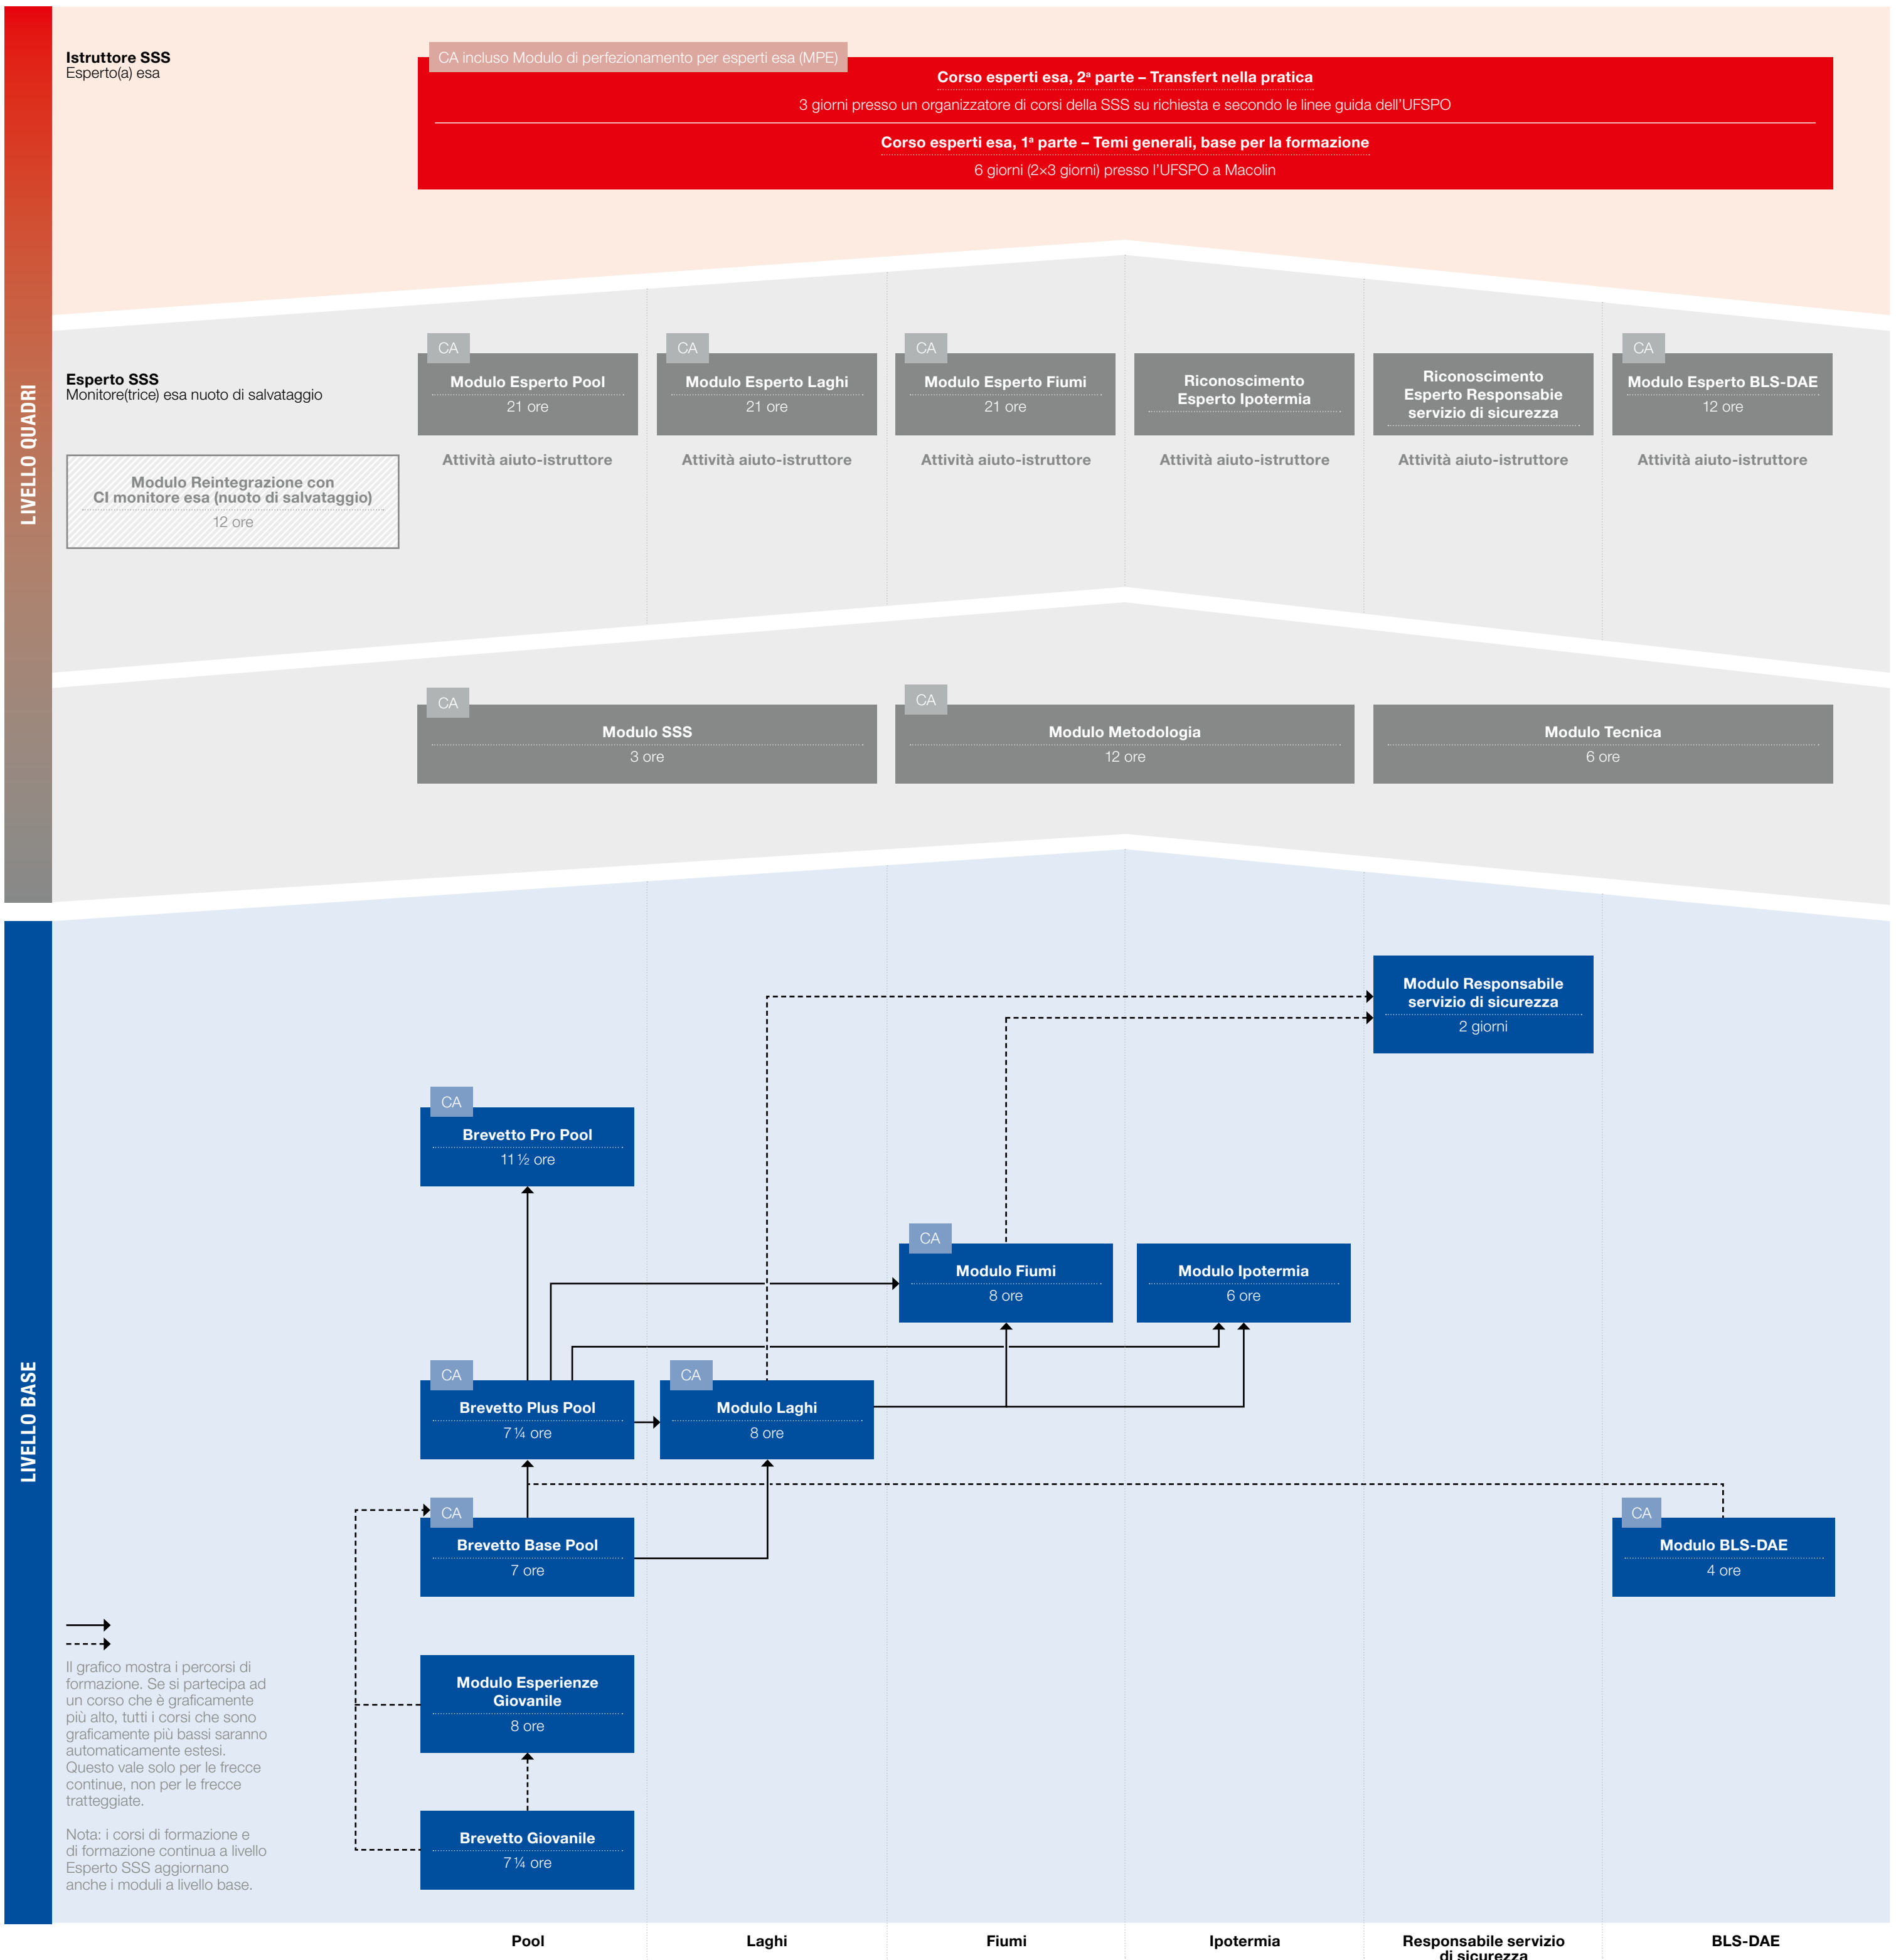 LIVELLO QUADRI
Istruttore SSS
Esperto(a) esa
CA incluso Modulo di perfezionamento per esperti esa (MPE)
Corso esperti esa, 2ª parte – Transfert nella pratica
3 giorni presso un organizzatore di corsi della SSS su richiesta e secondo le linee guida dell'UFSPO
Corso esperti esa, 1ª parte – Temi generali, base per la formazione
6 giorni (2×3 giorni) presso l'UFSPO a Macolin
Esperto SSS
Monitore(trice) esa nuoto di salvataggio
Modulo Reintegrazione con
CI monitore esa (nuoto di salvataggio)
12 ore
CA
Modulo Esperto Pool
21 ore
Attività aiuto-istruttore
CA
Modulo Esperto Laghi
21 ore
Attività aiuto-istruttore
CA
Modulo Esperto Fiumi
21 ore
Attività aiuto-istruttore
Riconoscimento
Esperto Ipotermia
Attività aiuto-istruttore
Riconoscimento
Esperto Responsabie
servizio di sicurezza
Attività aiuto-istruttore
CA
Modulo Esperto BLS-DAE
12 ore
Attività aiuto-istruttore
CA
Modulo SSS
3 ore
CA
Modulo Metodologia
12 ore
Modulo Tecnica
6 ore
LIVELLO BASE
Modulo Responsabile
servizio di sicurezza
2 giorni
CA
Brevetto Pro Pool
11 ½ ore
CA
Modulo Fiumi
8 ore
Modulo Ipotermia
6 ore
CA
Brevetto Plus Pool
7 ¼ ore
CA
Modulo Laghi
8 ore
CA
Brevetto Base Pool
7 ore
CA
Modulo BLS-DAE
4 ore
Modulo Esperienze
Giovanile
8 ore
Brevetto Giovanile
7 ¼ ore
Il grafico mostra i percorsi di
formazione. Se si partecipa ad
un corso che è graficamente
più alto, tutti i corsi che sono
graficamente più bassi saranno
automaticamente estesi.
Questo vale solo per le frecce
continue, non per le frecce
tratteggiate.
Nota: i corsi di formazione e
di formazione continua a livello
Esperto SSS aggiornano
anche i moduli a livello base.
Pool
Laghi
Fiumi
Ipotermia
Responsabile servizio
di sicurezza
BLS-DAE